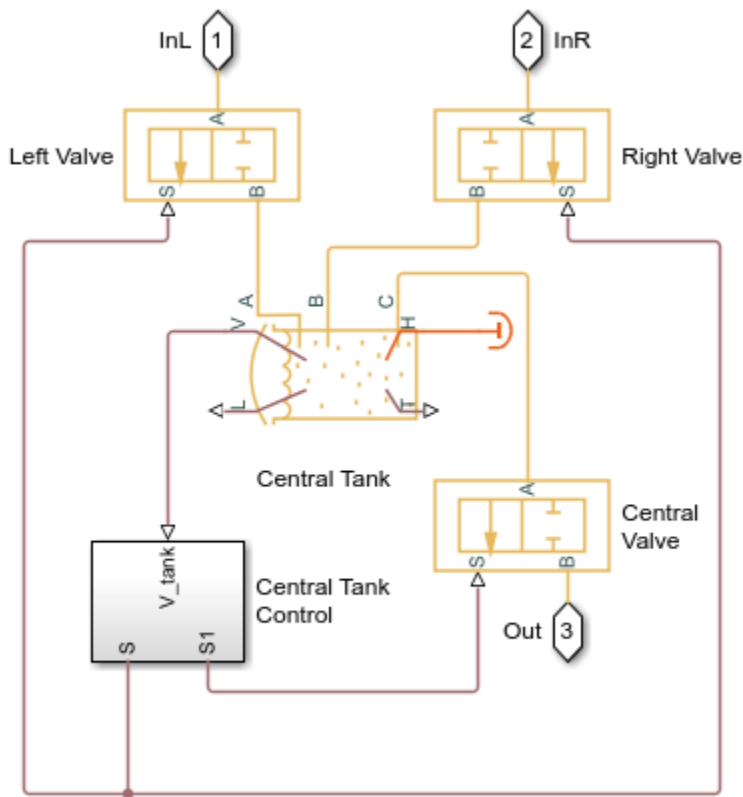 InL 1
2 InR
A
A
Left Valve
Right Valve
S B
B S
A B C
V H
L T
Central Tank
A
Central
Valve
S B
V_tank
Central Tank
Control
S S1
Out 3